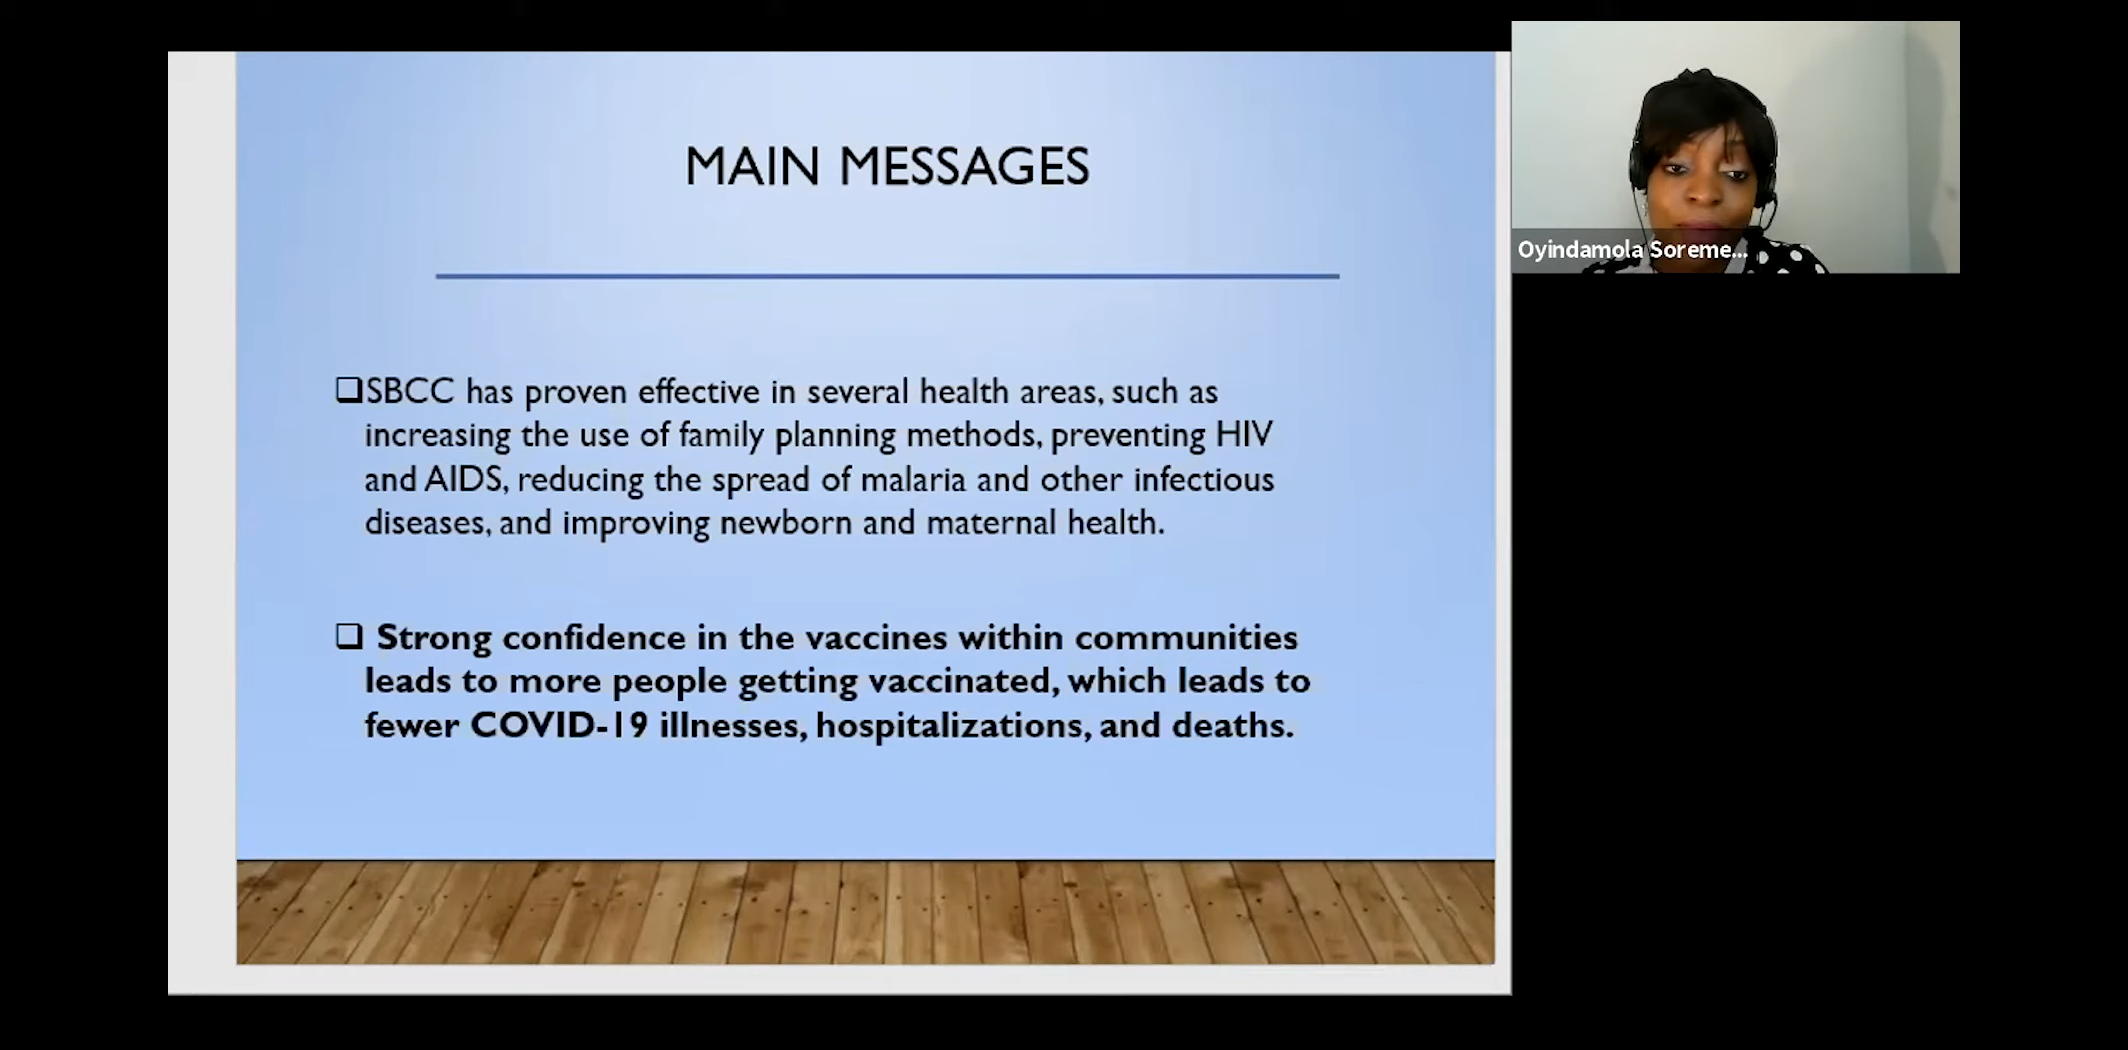 MAIN MESSAGES
❑SBCC has proven effective in several health areas, such as
increasing the use of family planning methods, preventing HIV
and AIDS, reducing the spread of malaria and other infectious
diseases, and improving newborn and maternal health.
❑ Strong confidence in the vaccines within communities
leads to more people getting vaccinated, which leads to
fewer COVID-19 illnesses, hospitalizations, and deaths.
Oyindamola Soreme...